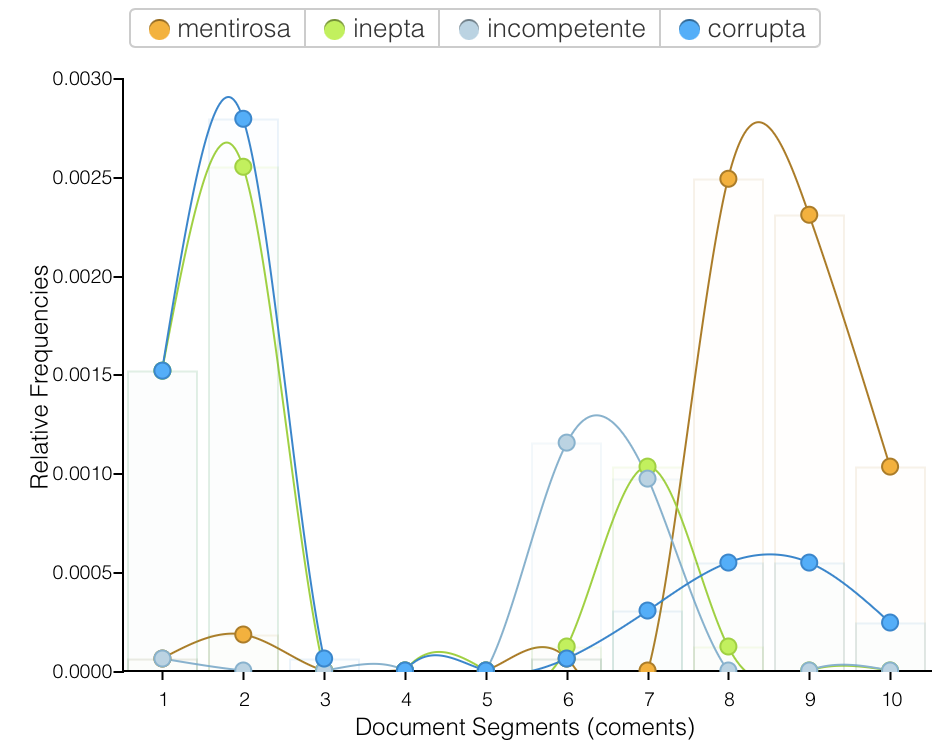 mentirosa inepta incompetente corrupta
0.0030
0.0025
0.0020
0.0015
0.0010
0.0005
0.0000
Relative Frequencies
1 2 3 4 5 6 7 8 9 10
Document Segments (coments)